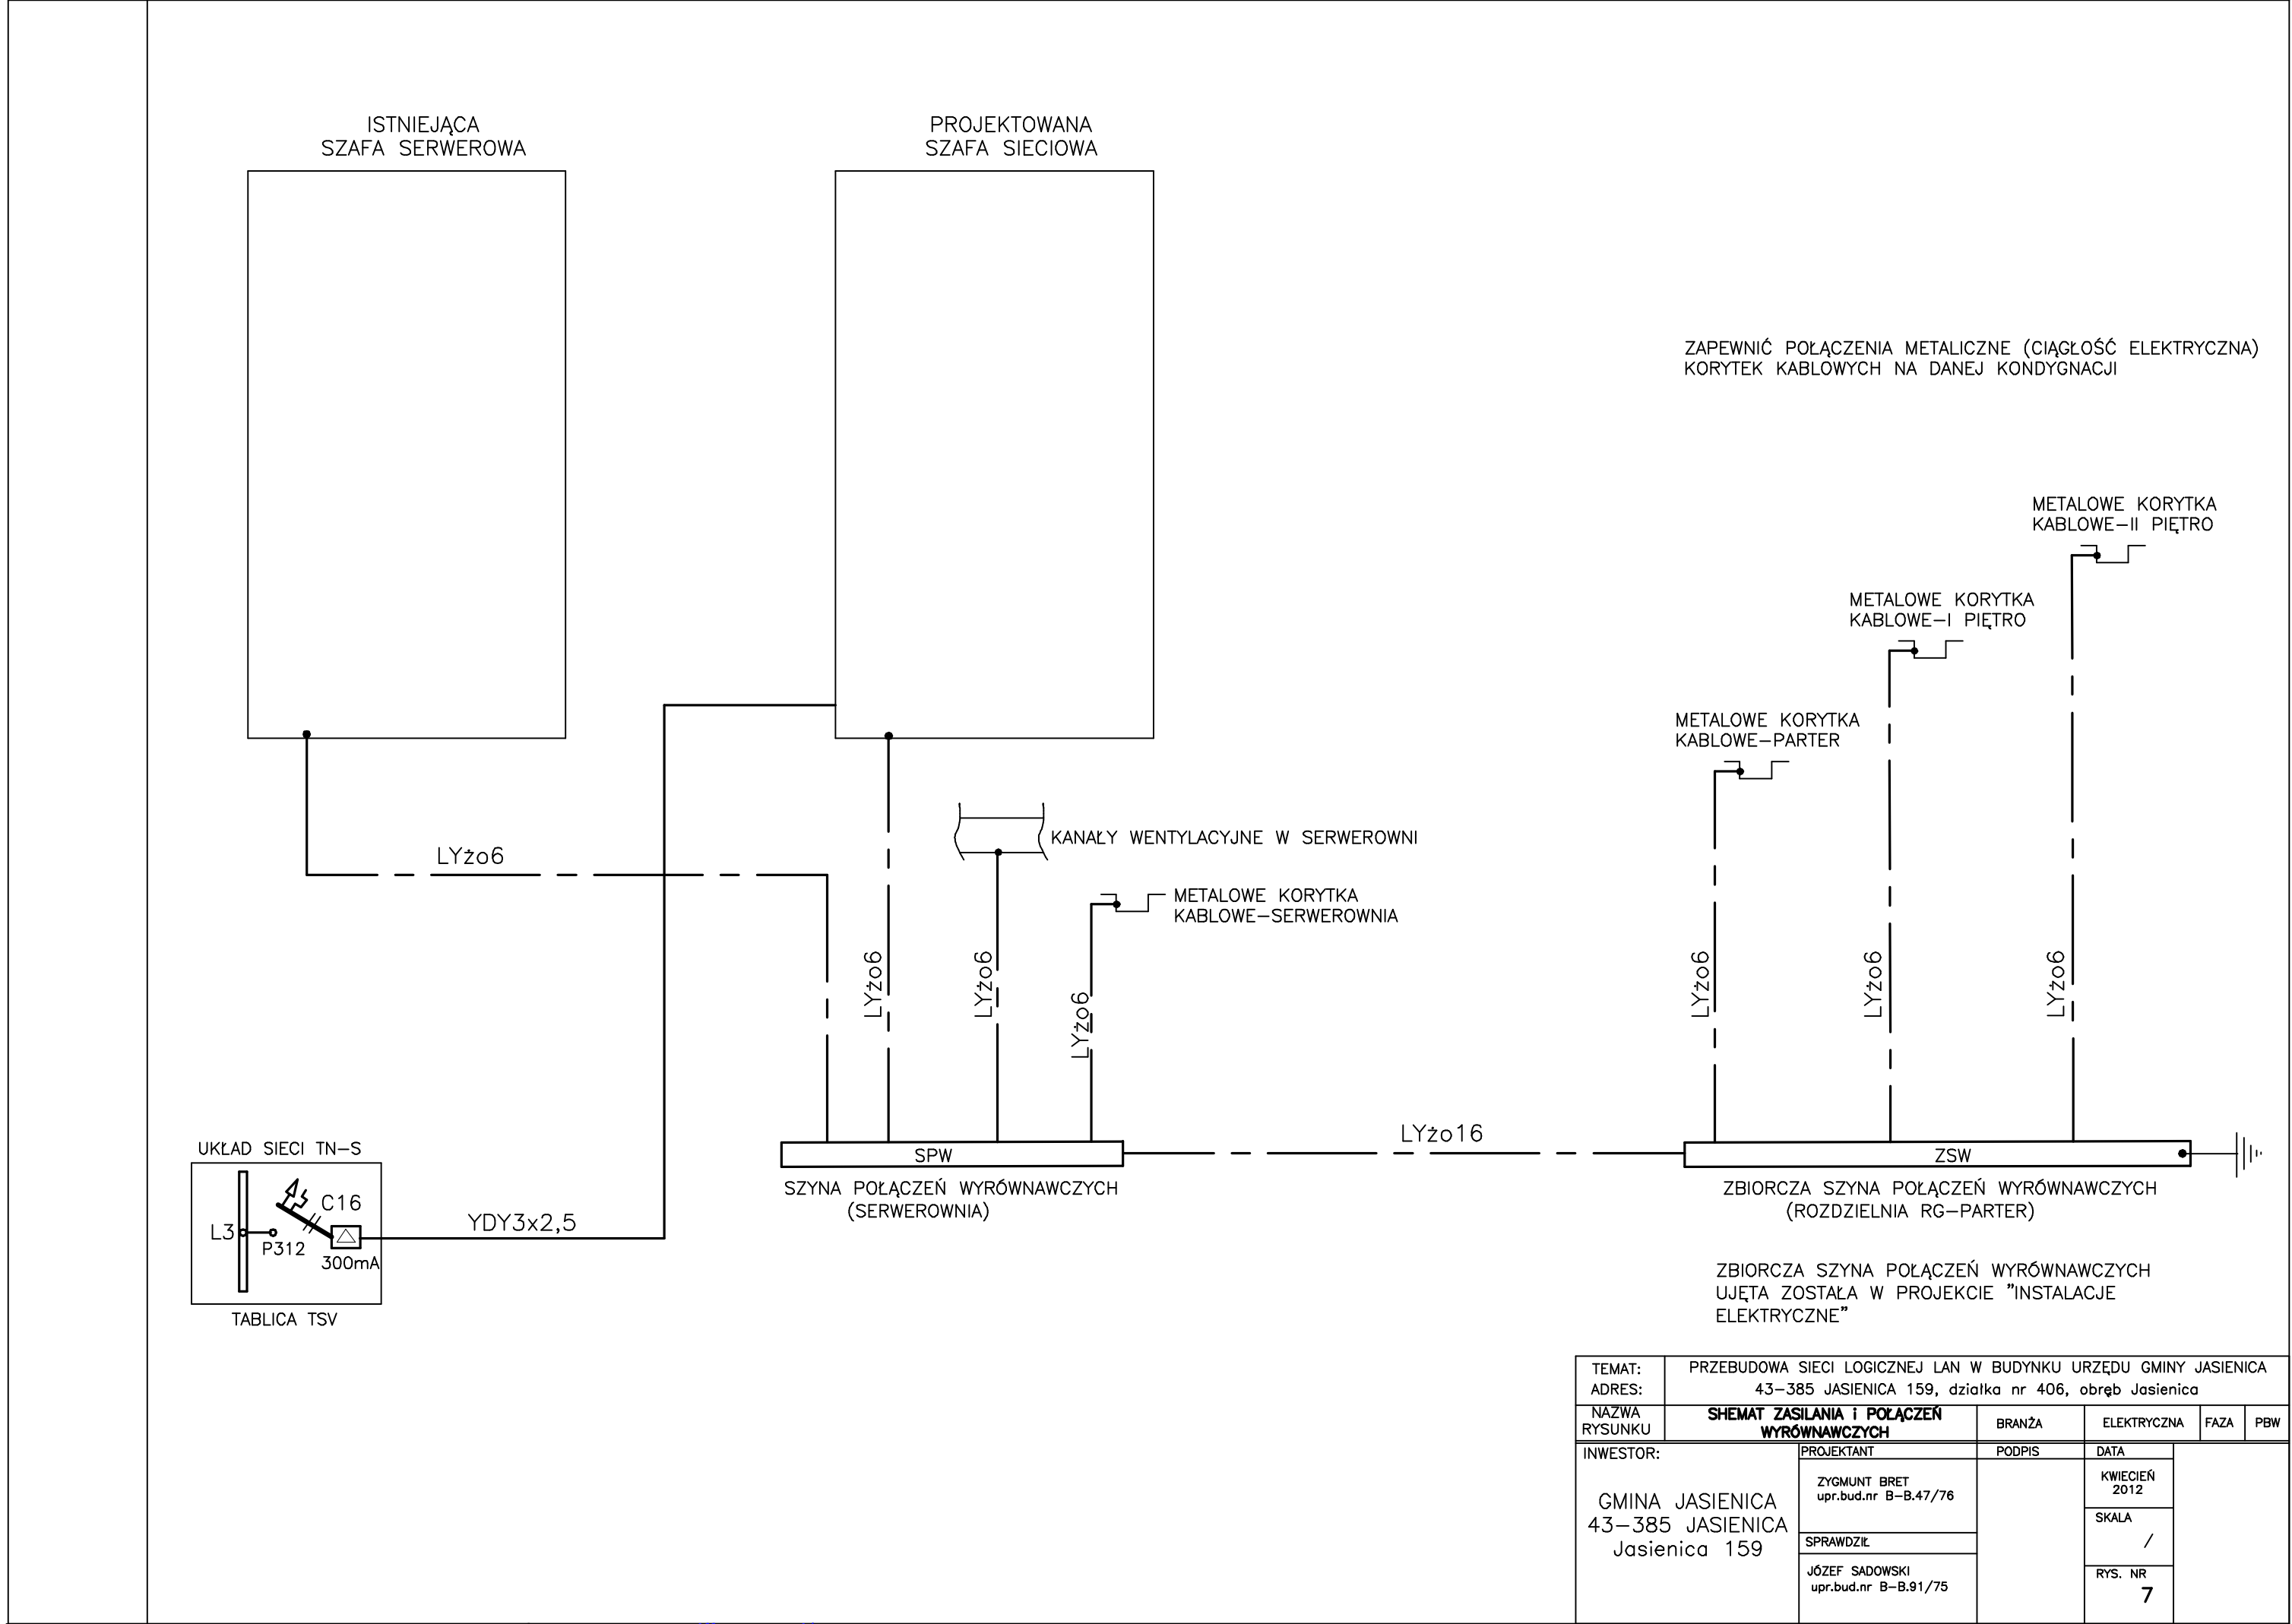 ISTNIEJĄCA
SZAFA SERWEROWA
PROJEKTOWANA
SZAFA SIECIOWA
ZAPEWNIĆ POŁĄCZENIA METALICZNE (CIĄGŁOŚĆ ELEKTRYCZNA)
KORYTEK KABLOWYCH NA DANEJ KONDYGNACJI
METALOWE KORYTKA
KABLOWE-II PIĘTRO
METALOWE KORYTKA
KABLOWE-I PIĘTRO
METALOWE KORYTKA
KABLOWE-PARTER
KANAŁY WENTYLACYJNE W SERWEROWNI
LYżo6
METALOWE KORYTKA
KABLOWE-SERWEROWNIA
LYżo6
LYżo6
LYżo6
LYżo6
LYżo6
LYżo6
LYżo16
UKŁAD SIECI TN-S
SPW
ZSW
SZYNA POŁĄCZEŃ WYRÓWNAWCZYCH
(SERWEROWNIA)
ZBIORCZA SZYNA POŁĄCZEŃ WYRÓWNAWCZYCH
(ROZDZIELNIA RG-PARTER)
C16
L3
P312
300mA
YDY3x2,5
TABLICA TSV
ZBIORCZA SZYNA POŁĄCZEŃ WYRÓWNAWCZYCH
UJĘTA ZOSTAŁA W PROJEKCIE "INSTALACJE
ELEKTRYCZNE"
TEMAT: PRZEBUDOWA SIECI LOGICZNEJ LAN W BUDYNKU URZĘDU GMINY JASIENICA
ADRES: 43-385 JASIENICA 159, działka nr 406, obręb Jasienica
NAZWA
RYSUNKU
SHEMAT ZASILANIA i POŁĄCZEŃ
WYRÓWNAWCZYCH
BRANŻA ELEKTRYCZNA FAZA PBW
INWESTOR:
GMINA JASIENICA
43-385 JASIENICA
Jasienica 159
PROJEKTANT PODPIS DATA
ZYGMUNT BRET
upr.bud.nr B-B.47/76
KWIECIEŃ
2012
SKALA
/
SPRAWDZIŁ
JÓZEF SADOWSKI
upr.bud.nr B-B.91/75
RYS. NR
7